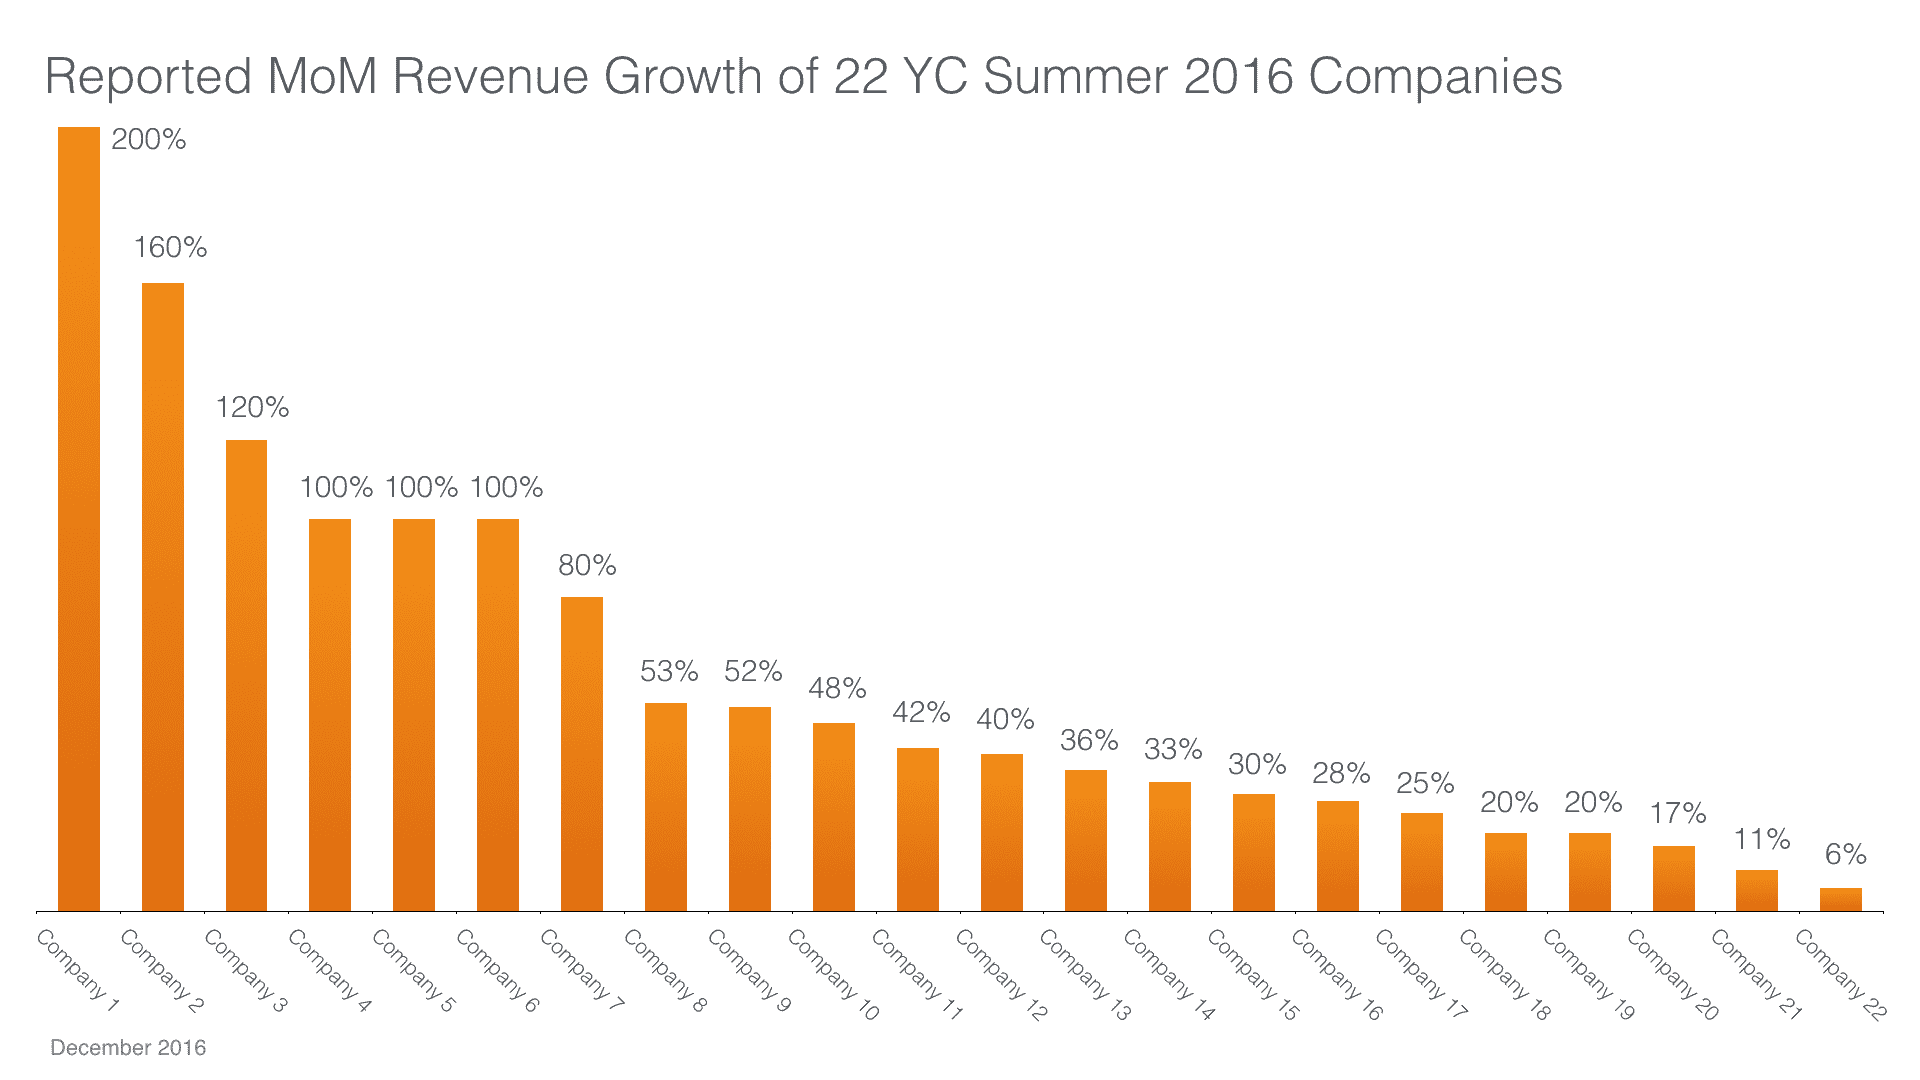 Reported MoM Revenue Growth of 22 YC Summer 2016 Companies
200%
160%
120%
100%
100%
100%
80%
53%
52%
48%
42%
40%
36%
33%
30%
28%
25%
20%
20%
17%
11%
6%
Company 1
Company 2
Company 3
Company 4
Company 5
Company 6
Company 7
Company 8
Company 9
Company 10
Company 11
Company 12
Company 13
Company 14
Company 15
Company 16
Company 17
Company 18
Company 19
Company 20
Company 21
Company 22
December 2016